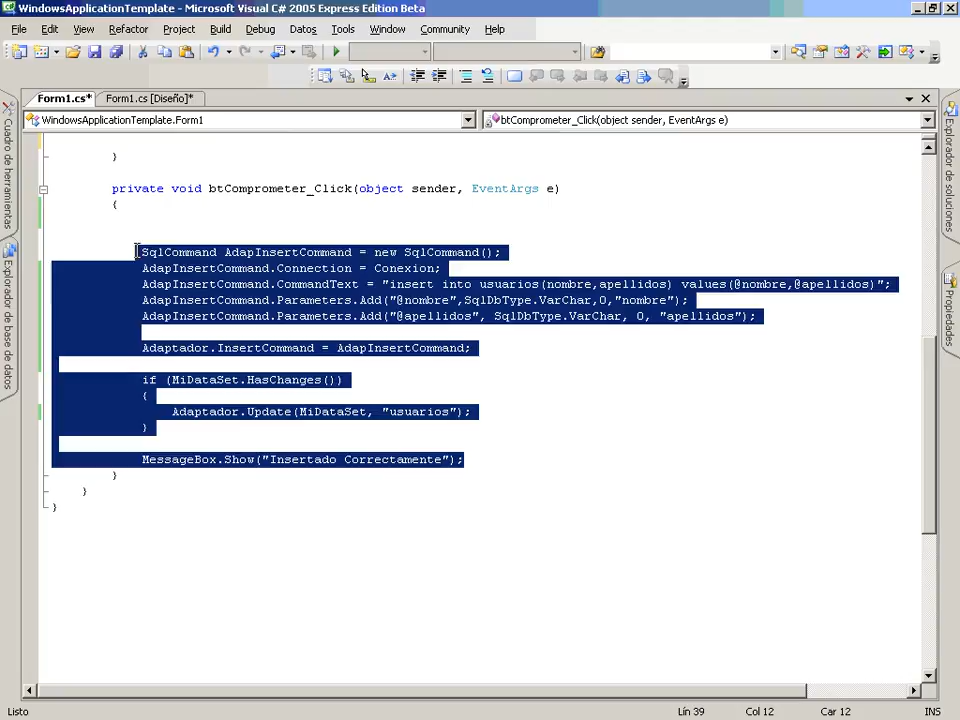 WindowsApplicationTemplate - Microsoft Visual C# 2005 Express Edition Beta
File Edit View Refactor Project Build Debug Datos Tools Window Community Help
Form1.cs* Form1.cs [Diseño]*
WindowsApplicationTemplate.Form1 btComprometer_Click(object sender, EventArgs e)
Cuadro de herramientas
Explorador de base de datos
Explorador de soluciones
Propiedades
}
private void btComprometer_Click(object sender, EventArgs e)
{
SqlCommand AdapInsertCommand = new SqlCommand();
AdapInsertCommand.Connection = Conexion;
AdapInsertCommand.CommandText = "insert into usuarios(nombre,apellidos) values(@nombre,@apellidos)";
AdapInsertCommand.Parameters.Add("@nombre",SqlDbType.VarChar,0,"nombre");
AdapInsertCommand.Parameters.Add("@apellidos", SqlDbType.VarChar, 0, "apellidos");
Adaptador.InsertCommand = AdapInsertCommand;
if (MiDataSet.HasChanges())
{
Adaptador.Update(MiDataSet, "usuarios");
}
MessageBox.Show("Insertado Correctamente");
}
}
}
Listo Lín 39 Col 12 Car 12 INS